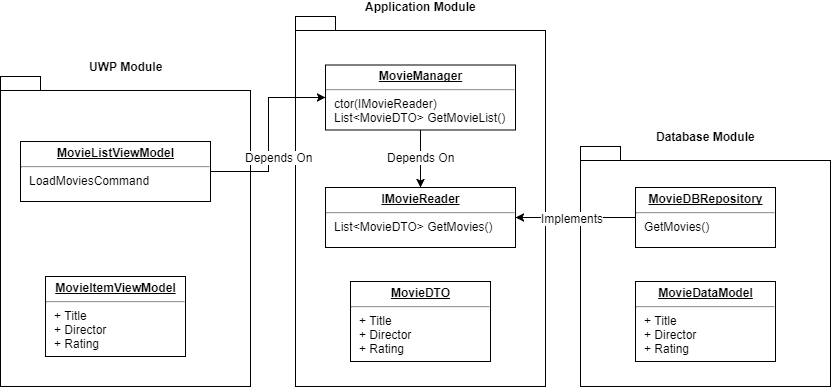 Application Module
UWP Module
MovieManager
ctor(IMovieReader)
List<MovieDTO> GetMovieList()
Database Module
MovieListViewModel
LoadMoviesCommand
Depends On
Depends On
IMovieReader
List<MovieDTO> GetMovies()
Implements
MovieDBRepository
GetMovies()
MovieItemViewModel
+ Title
+ Director
+ Rating
MovieDTO
+ Title
+ Director
+ Rating
MovieDataModel
+ Title
+ Director
+ Rating